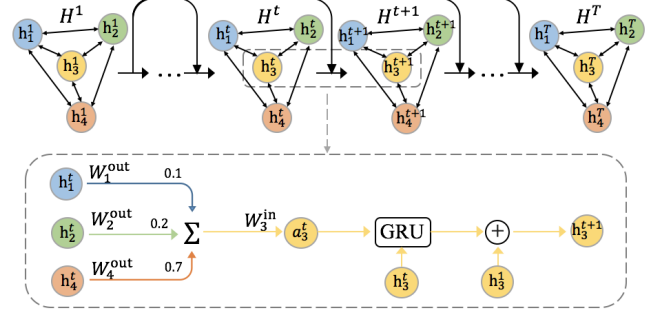 H^1 H^t H^{t+1} H^T
h_1^1 h_2^1 h_1^t h_2^t h_1^{t+1} h_2^{t+1} h_1^T h_2^T
h_3^1 ... h_3^t h_3^{t+1} ... h_3^T
h_4^1 h_4^t h_4^{t+1} h_4^T
h_1^t W_1^{out} 0.1
h_2^t W_2^{out} 0.2 Σ W_3^{in} a_3^t GRU + h_3^{t+1}
h_4^t W_4^{out} 0.7 h_3^t h_3^1